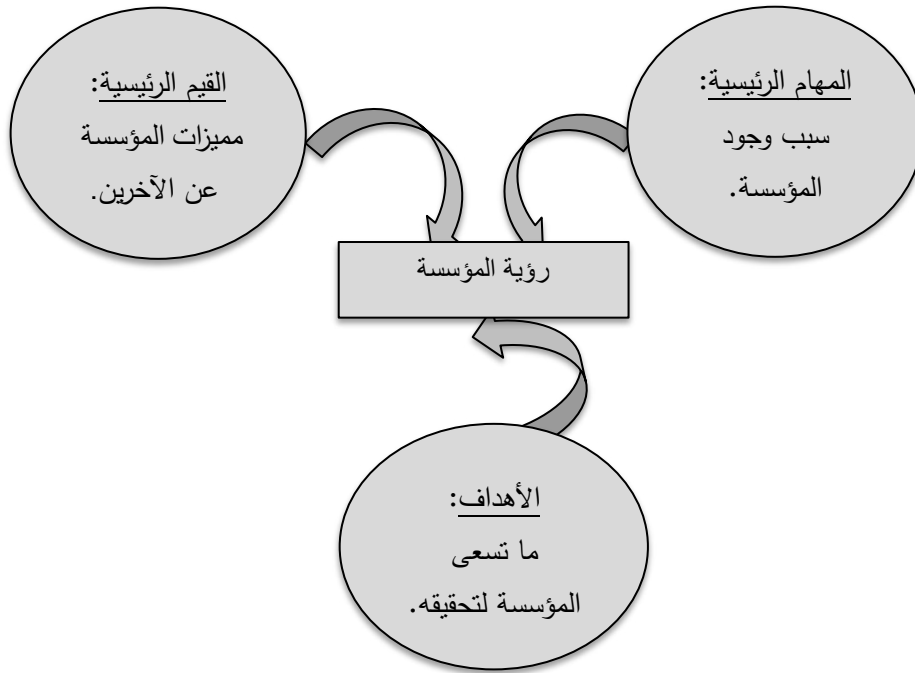 المهام الرئيسية:
سبب وجود
المؤسسة.
القيم الرئيسية:
مميزات المؤسسة
عن الآخرين.
رؤية المؤسسة
الأهداف:
ما تسعى
المؤسسة لتحقيقه.